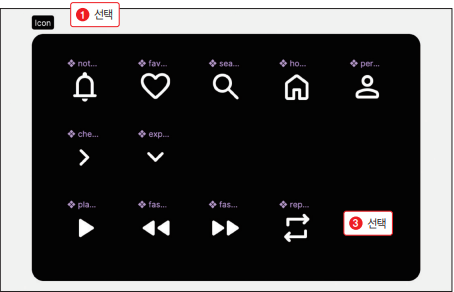 1 선택
Icon
not... fav... sea... ho... per...
che... exp...
pla... fas... fas... rep...
3 선택